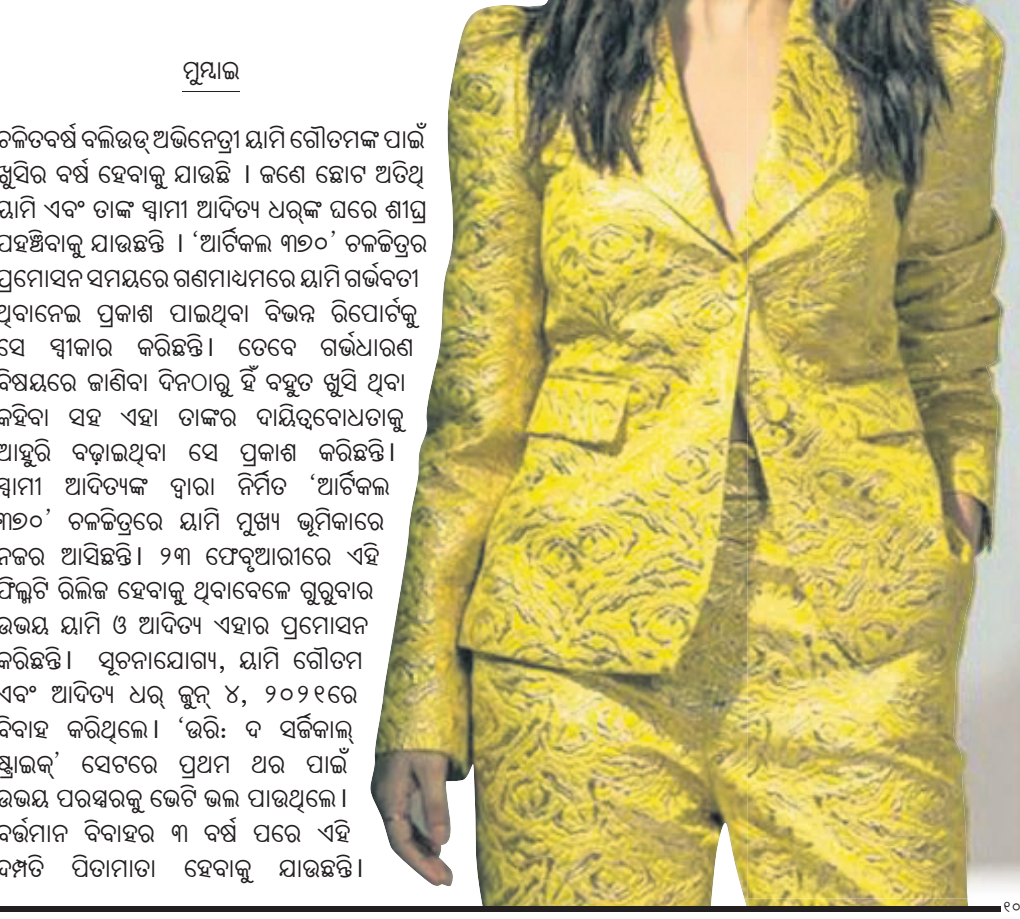 ମୁମ୍ବାଇ
ଚଳିତବର୍ଷ ବଲିଉଡ୍ ଅଭିନେତ୍ରୀ ୟାମି ଗୌତମଙ୍କ ପାଇଁ
ଖୁସିର ବର୍ଷ ହେବାକୁ ଯାଉଛି । ଜଣେ ଛୋଟ ଅତିଥି
ୟାମି ଏବଂ ତାଙ୍କ ସ୍ୱାମୀ ଆଦିତ୍ୟ ଧର୍‌ଙ୍କ ଘରେ ଶୀଘ୍ର
ପହଞ୍ଚିବାକୁ ଯାଉଛନ୍ତି । ‘ଆର୍ଟିକଲ ୩୭୦’ ଚଳଚ୍ଚିତ୍ରର
ପ୍ରମୋସନ ସମୟରେ ଗଣମାଧ୍ୟମରେ ୟାମି ଗର୍ଭବତୀ
ଥିବାନେଇ ପ୍ରକାଶ ପାଇଥିବା ବିଭନ୍ନ ରିପୋର୍ଟକୁ
ସେ ସ୍ୱୀକାର କରିଛନ୍ତି। ତେବେ ଗର୍ଭଧାରଣ
ବିଷୟରେ ଜାଣିବା ଦିନଠାରୁ ହିଁ ବହୁତ ଖୁସି ଥିବା
କହିବା ସହ ଏହା ତାଙ୍କର ଦାୟିତ୍ୱବୋଧତାକୁ
ଆହୁରି ବଢ଼ାଇଥିବା ସେ ପ୍ରକାଶ କରିଛନ୍ତି।
ସ୍ୱାମୀ ଆଦିତ୍ୟଙ୍କ ଦ୍ୱାରା ନିର୍ମିତ ‘ଆର୍ଟିକଲ
୩୭୦’ ଚଳଚ୍ଚିତ୍ରରେ ୟାମି ମୁଖ୍ୟ ଭୂମିକାରେ
ନଜର ଆସିଛନ୍ତି। ୨୩ ଫେବୃଆରୀରେ ଏହି
ଫିଲ୍ମଟି ରିଲିଜ ହେବାକୁ ଥିବାବେଳେ ଗୁରୁବାର
ଉଭୟ ୟାମି ଓ ଆଦିତ୍ୟ ଏହାର ପ୍ରମୋସନ
କରିଛନ୍ତି। ସୂଚନାଯୋଗ୍ୟ, ୟାମି ଗୌତମ
ଏବଂ ଆଦିତ୍ୟ ଧର୍ ଜୁନ୍ ୪, ୨୦୨୧ରେ
ବିବାହ କରିଥିଲେ। ‘ଉରି: ଦ ସର୍ଜିକାଲ୍
ଷ୍ଟ୍ରାଇକ୍’ ସେଟରେ ପ୍ରଥମ ଥର ପାଇଁ
ଉଭୟ ପରସ୍ପରକୁ ଭେଟି ଭଲ ପାଉଥିଲେ।
ବର୍ତ୍ତମାନ ବିବାହର ୩ ବର୍ଷ ପରେ ଏହି
ଦମ୍ପତି ପିତାମାତା ହେବାକୁ ଯାଉଛନ୍ତି।
୧୦